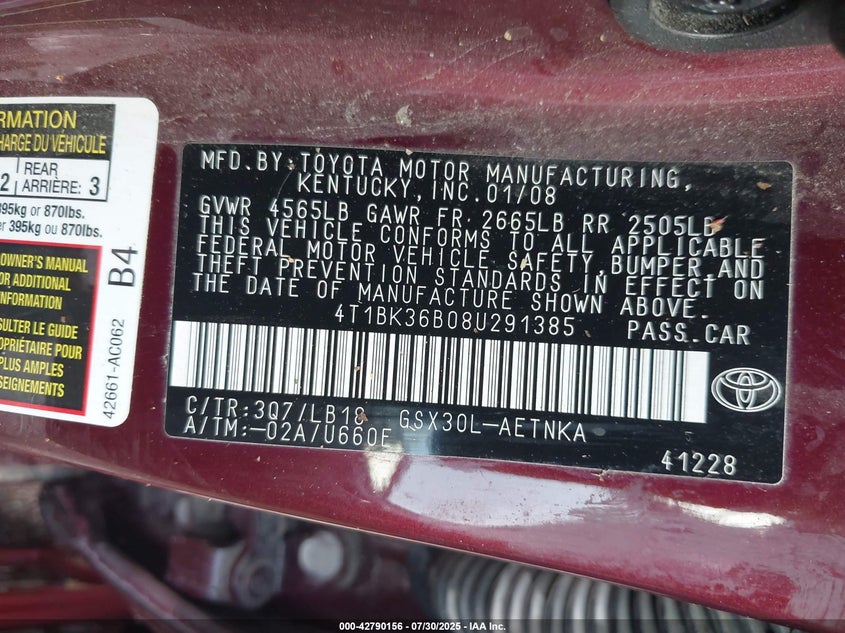 RMATION
CHARGE DU VÉHICULE
2
REAR
ARRIÈRE: 3
395kg or 870lbs.
er 395kg ou 870lbs.
OWNER'S MANUAL
OR ADDITIONAL
INFORMATION
SULTER LE GUIDE
OPRIÉTAIRE POUR
PLUS AMPLES
SEIGNEMENTS
B4
42661-AC062
MFD.BY:TOYOTA MOTOR MANUFACTURING,
KENTUCKY,INC.01/08
GVWR 4565LB GAWR FR 2665LB RR 2505LB
THIS VEHICLE CONFORMS TO ALL APPLICABLE
FEDERAL MOTOR VEHICLE SAFETY,BUMPER,AND
THEFT PREVENTION STANDARDS IN EFFECT ON
THE DATE OF MANUFACTURE SHOWN ABOVE.
4T1BK36B08U291385 PASS.CAR
C/TR:3Q7/LB18 GSX30L-AETNKA
A/TM:-02A/U660E
41228
TOYOTA
000-42790156 - 07/30/2025 - IAA Inc.